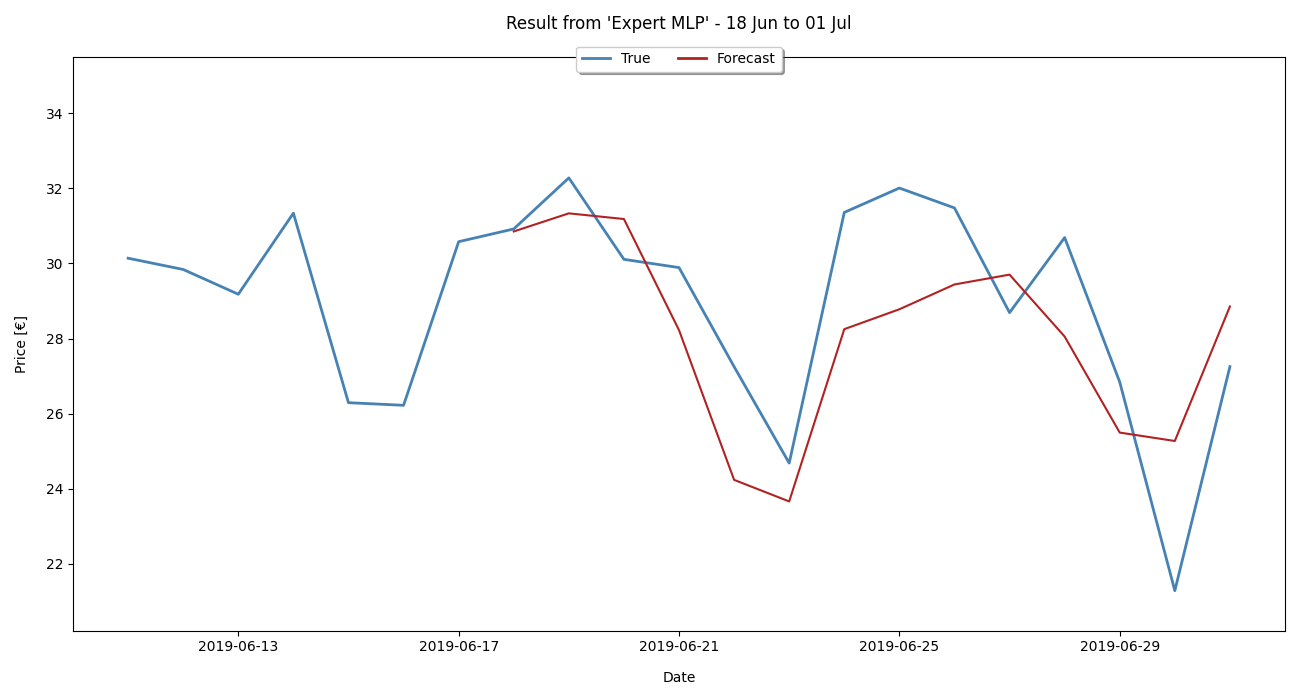 Result from 'Expert MLP' - 18 Jun to 01 Jul
True Forecast
34
32
30
28
26
24
22
Price [€]
2019-06-13 2019-06-17 2019-06-21 2019-06-25 2019-06-29
Date